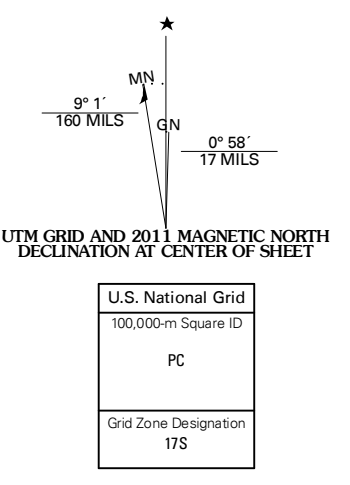 ★
MN
9° 1´
160 MILS
GN
0° 58´
17 MILS
UTM GRID AND 2011 MAGNETIC NORTH
DECLINATION AT CENTER OF SHEET
U.S. National Grid
100,000-m Square ID
PC
Grid Zone Designation
17S